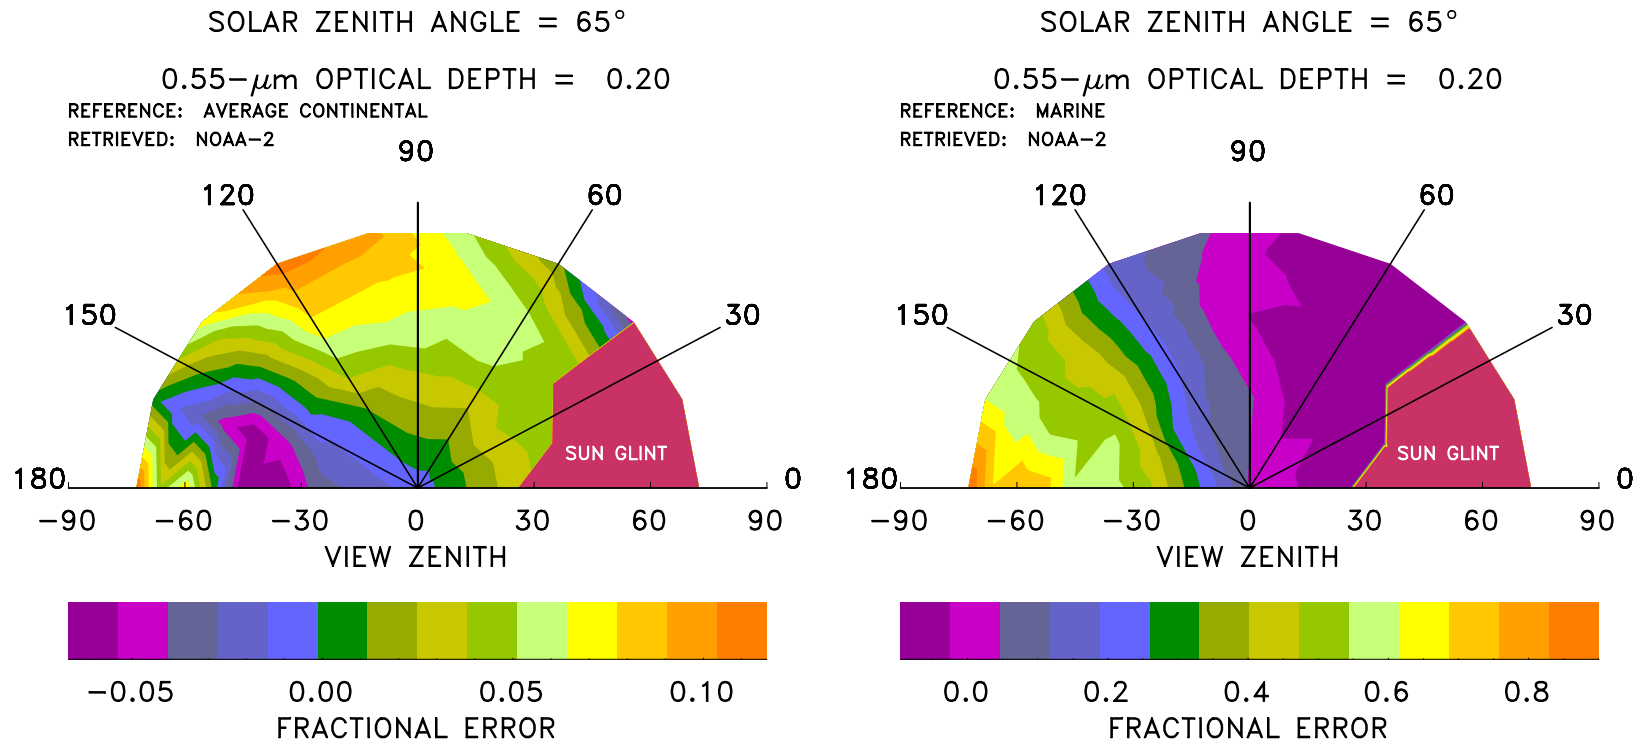 SOLAR ZENITH ANGLE = 65°
0.55-μm OPTICAL DEPTH = 0.20
REFERENCE: AVERAGE CONTINENTAL
RETRIEVED: NOAA-2
90
120
60
150
30
SUN GLINT
180
0
-90 -60 -30 0 30 60 90
VIEW ZENITH
-0.05 0.00 0.05 0.10
FRACTIONAL ERROR
SOLAR ZENITH ANGLE = 65°
0.55-μm OPTICAL DEPTH = 0.20
REFERENCE: MARINE
RETRIEVED: NOAA-2
90
120
60
150
30
SUN GLINT
180
0
-90 -60 -30 0 30 60 90
VIEW ZENITH
0.0 0.2 0.4 0.6 0.8
FRACTIONAL ERROR